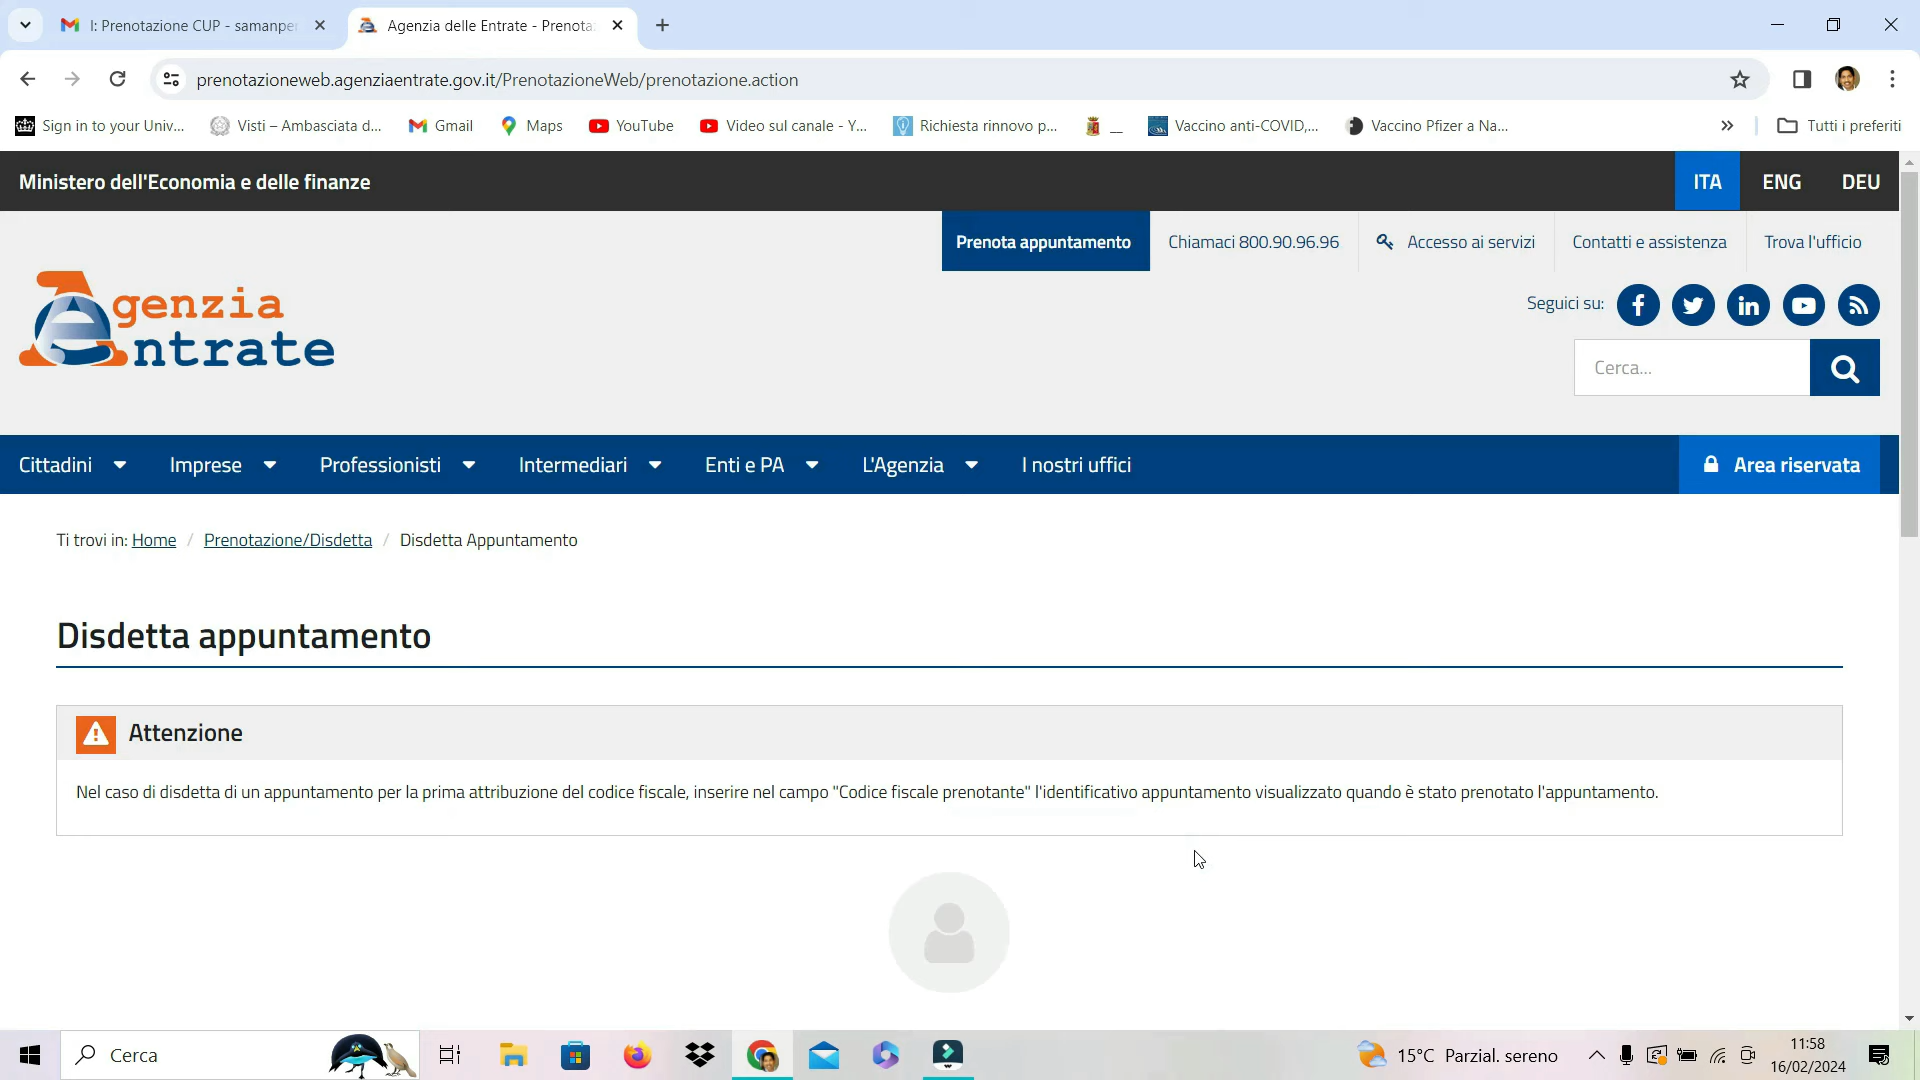 I: Prenotazione CUP - samanper
Agenzia delle Entrate - Prenota
prenotazioneweb.agenziaentrate.gov.it/PrenotazioneWeb/prenotazione.action
Sign in to your Univ...
Visti – Ambasciata d...
Gmail
Maps
YouTube
Video sul canale - Y...
Richiesta rinnovo p...
__
Vaccino anti-COVID,...
Vaccino Pfizer a Na...
»
Tutti i preferiti
Ministero dell'Economia e delle finanze
ITA
ENG
DEU
Prenota appuntamento
Chiamaci 800.90.96.96
Accesso ai servizi
Contatti e assistenza
Trova l'ufficio
Agenzia
Entrate
Seguici su:
Cerca...
Cittadini
Imprese
Professionisti
Intermediari
Enti e PA
L'Agenzia
I nostri uffici
Area riservata
Ti trovi in: Home / Prenotazione/Disdetta / Disdetta Appuntamento
Disdetta appuntamento
Attenzione
Nel caso di disdetta di un appuntamento per la prima attribuzione del codice fiscale, inserire nel campo "Codice fiscale prenotante" l'identificativo appuntamento visualizzato quando è stato prenotato l'appuntamento.
Cerca
15°C Parzial. sereno
11:58
16/02/2024